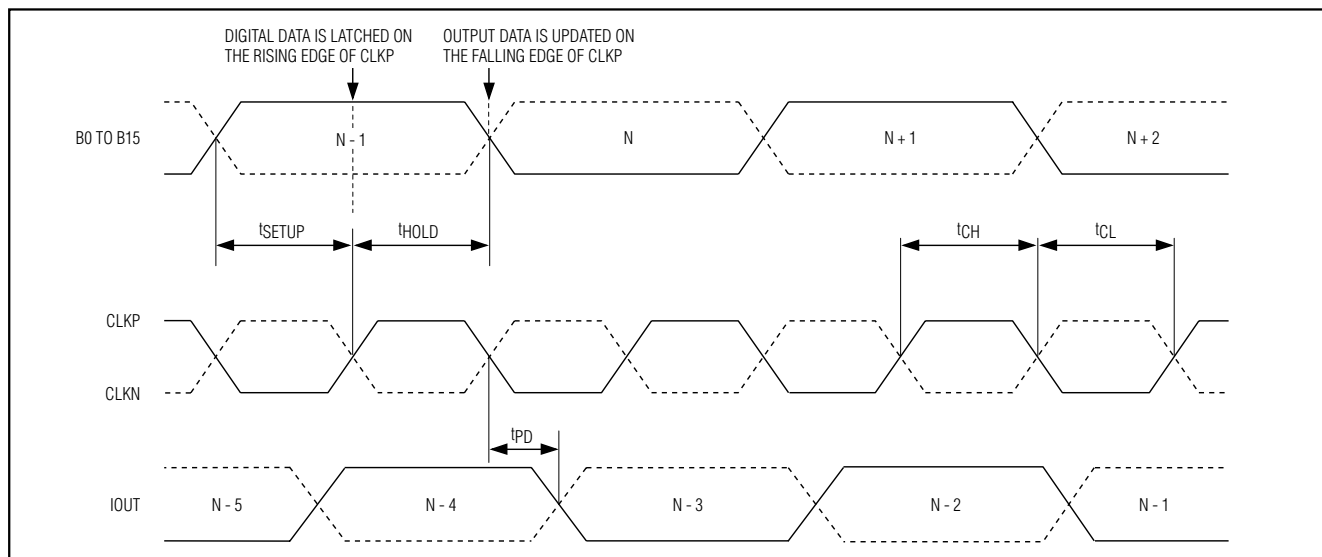 DIGITAL DATA IS LATCHED ON
THE RISING EDGE OF CLKP
OUTPUT DATA IS UPDATED ON
THE FALLING EDGE OF CLKP
B0 TO B15
N - 1
N
N + 1
N + 2
tSETUP
tHOLD
tCH
tCL
CLKP
CLKN
tPD
IOUT
N - 5
N - 4
N - 3
N - 2
N - 1